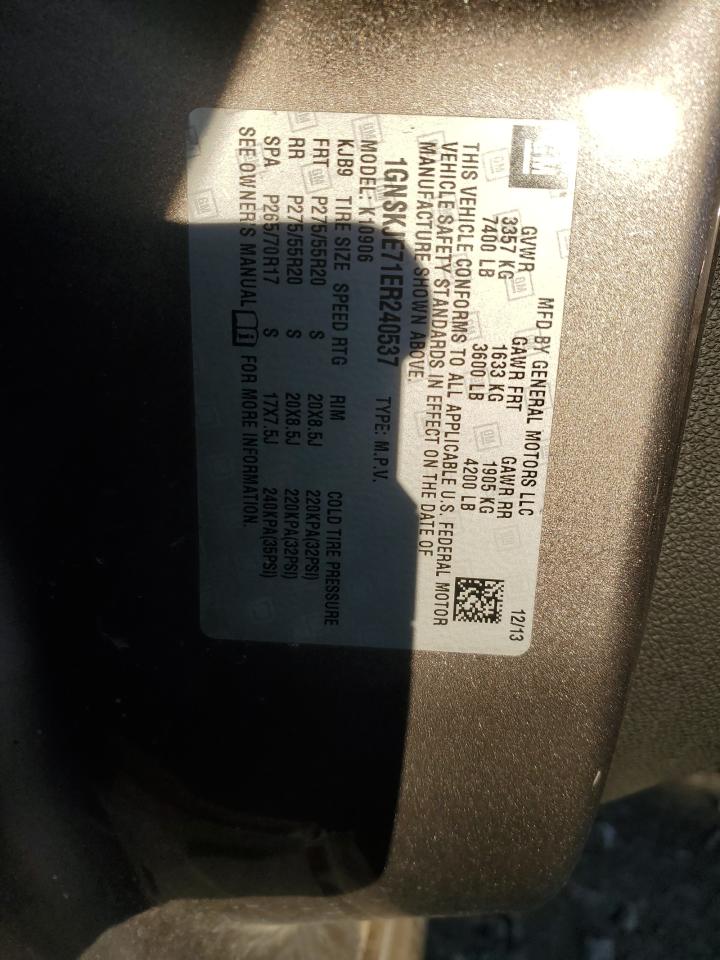 GM
MFD BY GENERAL MOTORS LLC 12/13
GVWR GAWR FRT GAWR RR
3357 KG 1633 KG 1905 KG
7400 LB 3600 LB 4200 LB
THIS VEHICLE CONFORMS TO ALL APPLICABLE U.S. FEDERAL MOTOR
VEHICLE SAFETY STANDARDS IN EFFECT ON THE DATE OF
MANUFACTURE SHOWN ABOVE.
1GNSKJE71ER240537 TYPE: M.P.V.
MODEL: K10906
KJB9 TIRE SIZE SPEED RTG RIM COLD TIRE PRESSURE
FRT P275/55R20 S 20X8.5J 220KPA(32PSI)
RR P275/55R20 S 20X8.5J 220KPA(32PSI)
SPA P265/70R17 S 17X7.5J 240KPA(35PSI)
SEE OWNER'S MANUAL FOR MORE INFORMATION.